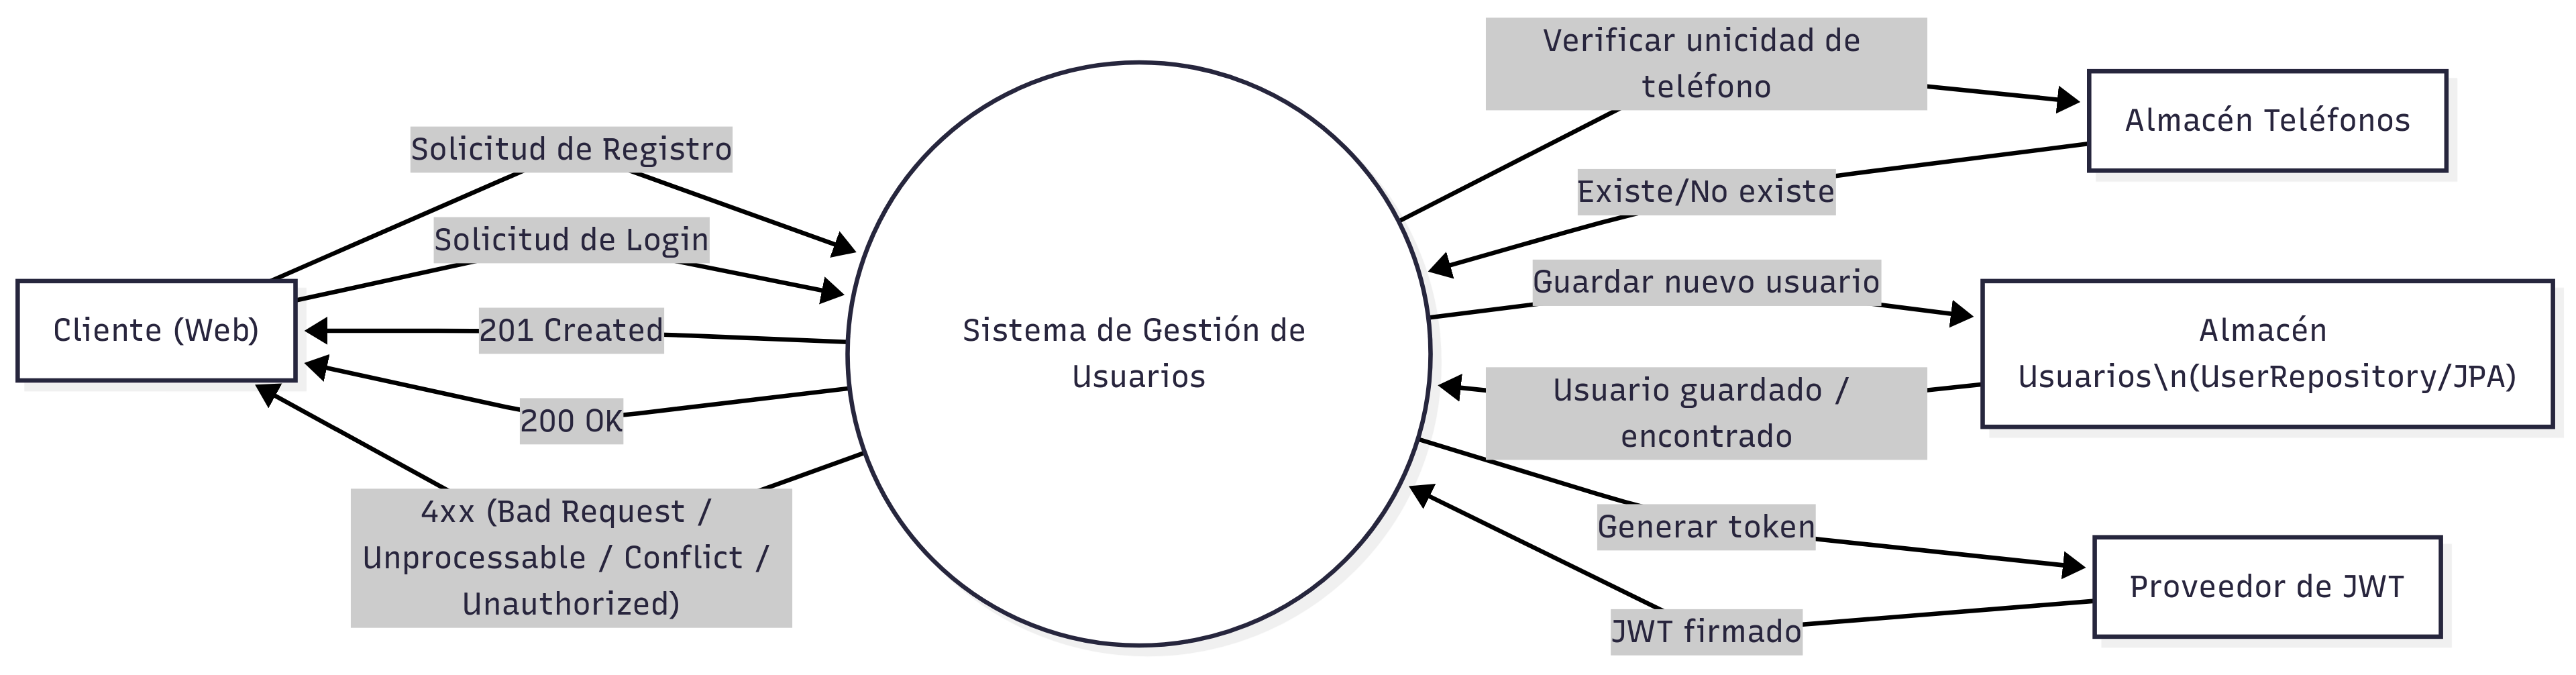 Solicitud de Registro
Solicitud de Login
Cliente (Web)
201 Created
200 OK
4xx (Bad Request /
Unprocessable / Conflict /
Unauthorized)
Sistema de Gestión de
Usuarios
Verificar unicidad de
teléfono
Almacén Teléfonos
Existe/No existe
Guardar nuevo usuario
Almacén
Usuarios\n(UserRepository/JPA)
Usuario guardado /
encontrado
Generar token
Proveedor de JWT
JWT firmado